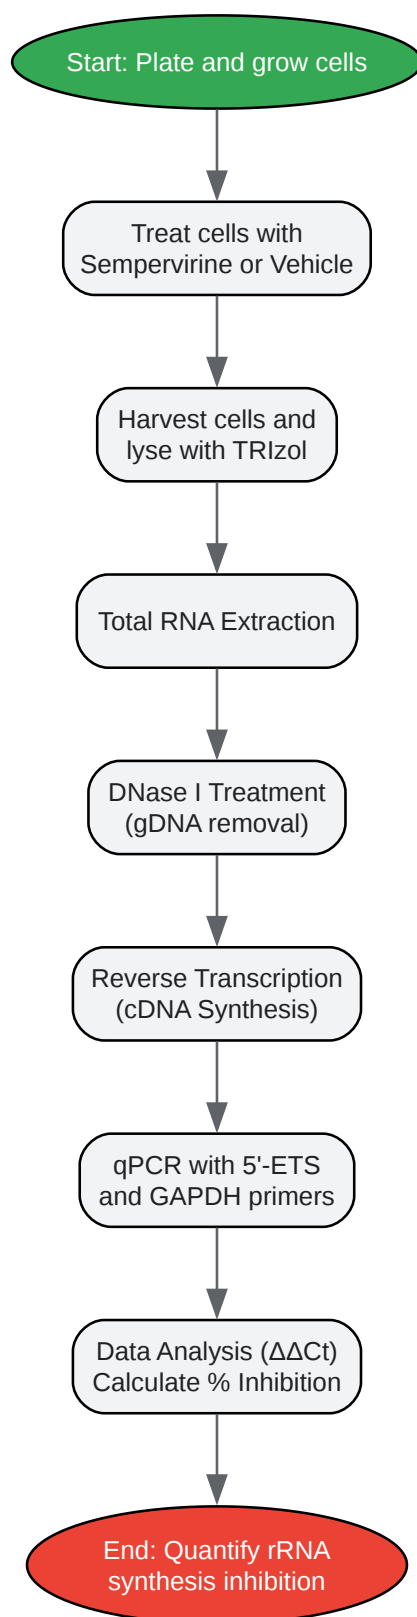 Start: Plate and grow cells
Treat cells with
Sempervirine or Vehicle
Harvest cells and
lyse with TRIzol
Total RNA Extraction
DNase I Treatment
(gDNA removal)
Reverse Transcription
(cDNA Synthesis)
qPCR with 5'-ETS
and GAPDH primers
Data Analysis (ΔΔCt)
Calculate % Inhibition
End: Quantify rRNA
synthesis inhibition